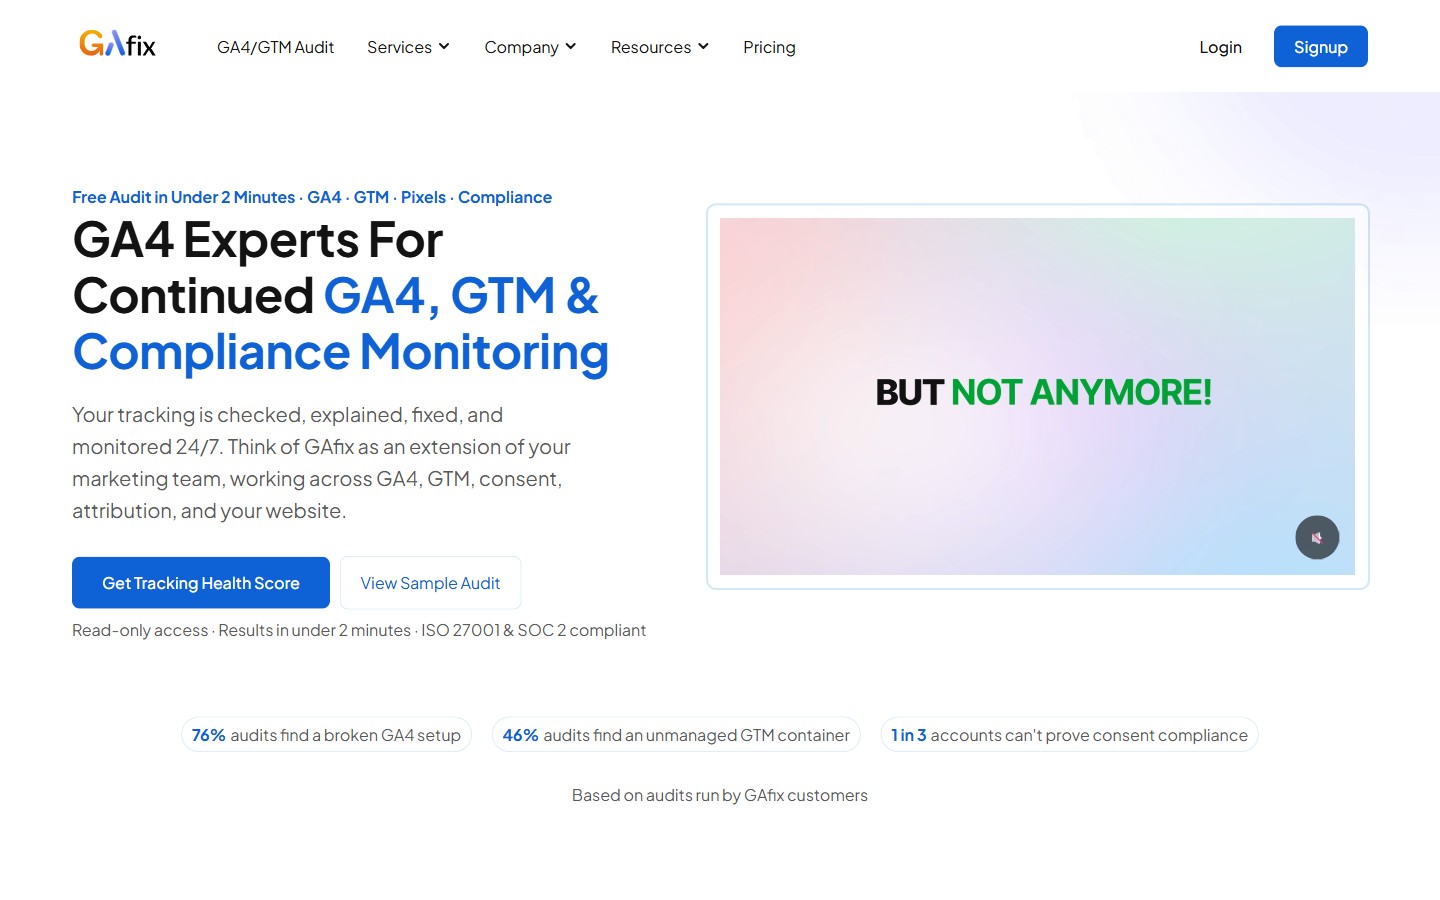 GAfix
GA4/GTM Audit
Services
Company
Resources
Pricing
Login
Signup
Free Audit in Under 2 Minutes · GA4 · GTM · Pixels · Compliance
GA4 Experts For
Continued GA4, GTM &
Compliance Monitoring
Your tracking is checked, explained, fixed, and
monitored 24/7. Think of GAfix as an extension of your
marketing team, working across GA4, GTM, consent,
attribution, and your website.
Get Tracking Health Score
View Sample Audit
Read-only access · Results in under 2 minutes · ISO 27001 & SOC 2 compliant
BUT NOT ANYMORE!
76% audits find a broken GA4 setup
46% audits find an unmanaged GTM container
1 in 3 accounts can't prove consent compliance
Based on audits run by GAfix customers